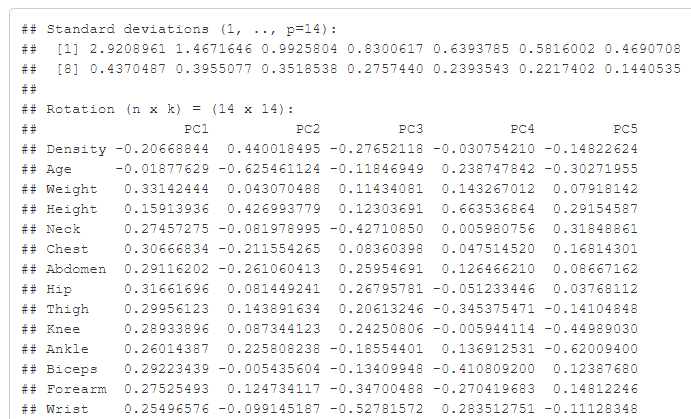 ## Standard deviations (1, .., p=14):
##  [1] 2.9208961 1.4671646 0.9925804 0.8300617 0.6393785 0.5816002 0.4690708
##  [8] 0.4370487 0.3955077 0.3518538 0.2757440 0.2393543 0.2217402 0.1440535
##
## Rotation (n x k) = (14 x 14):
##                 PC1          PC2         PC3          PC4         PC5
## Density -0.20668844  0.440018495 -0.27652118 -0.030754210 -0.14822624
## Age     -0.01877629 -0.625461124 -0.11846949  0.238747842 -0.30271955
## Weight   0.33142444  0.043070488  0.11434081  0.143267012  0.07918142
## Height   0.15913936  0.426993779  0.12303691  0.663536864  0.29154587
## Neck     0.27457275 -0.081978995 -0.42710850  0.005980756  0.31848861
## Chest    0.30666834 -0.211554265  0.08360398  0.047514520  0.16814301
## Abdomen  0.29116202 -0.261060413  0.25954691  0.126466210  0.08667162
## Hip      0.31661696  0.081449241  0.26795781 -0.051233446  0.03768112
## Thigh    0.29956123  0.143891634  0.20613246 -0.345375471 -0.14104848
## Knee     0.28933896  0.087344123  0.24250806 -0.005944114 -0.44989030
## Ankle    0.26014387  0.225808238 -0.18554401  0.136912531 -0.62009400
## Biceps   0.29223439 -0.005435604 -0.13409948 -0.410809200  0.12387680
## Forearm  0.27525493  0.124734117 -0.34700488 -0.270419683  0.14812246
## Wrist    0.25496576 -0.099145187 -0.52781572  0.283512751 -0.11128348